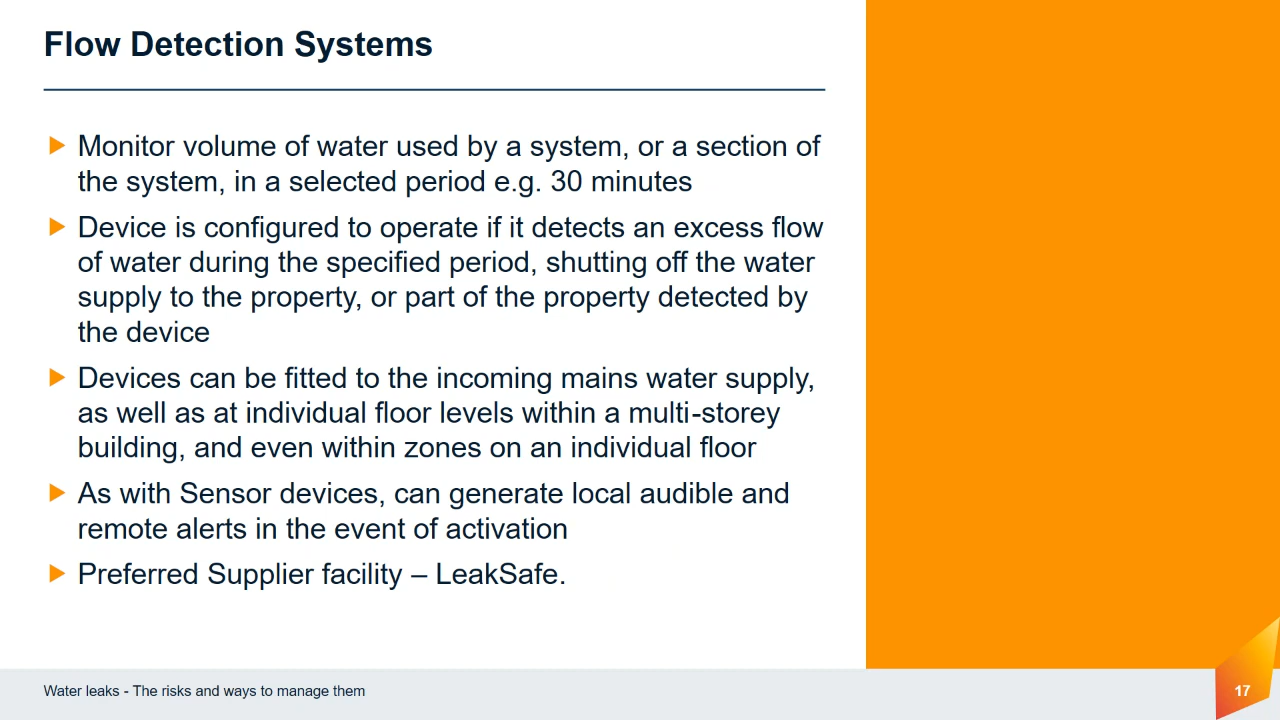 Flow Detection Systems
Monitor volume of water used by a system, or a section of
the system, in a selected period e.g. 30 minutes
Device is configured to operate if it detects an excess flow
of water during the specified period, shutting off the water
supply to the property, or part of the property detected by
the device
Devices can be fitted to the incoming mains water supply,
as well as at individual floor levels within a multi-storey
building, and even within zones on an individual floor
As with Sensor devices, can generate local audible and
remote alerts in the event of activation
Preferred Supplier facility – LeakSafe.
Water leaks - The risks and ways to manage them
17